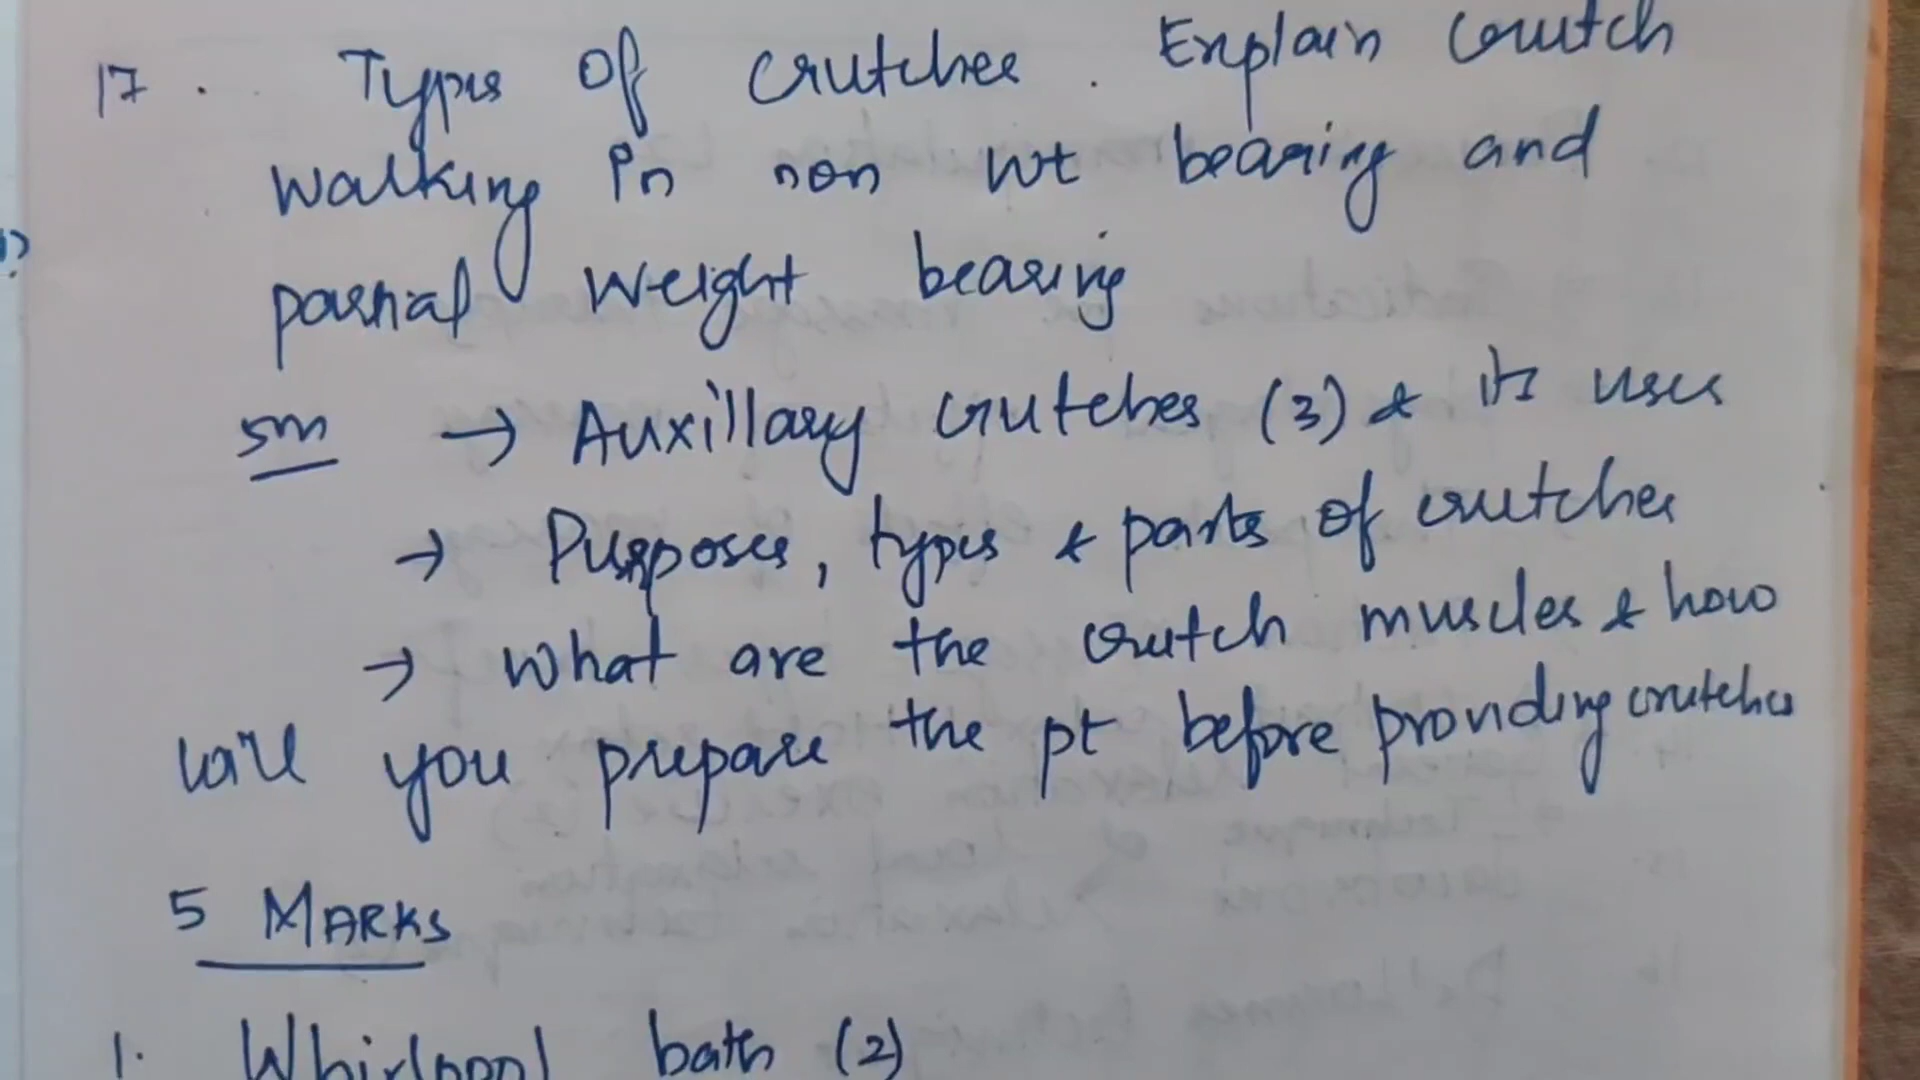 17. Types of crutches. Explain crutch
walking in non wt bearing and
partial weight bearing
5m → Auxillary crutches (3) & its uses
→ Purposes, types & parts of crutches
→ What are the crutch muscles & how
will you prepare the pt before providing crutches
5 MARKS
1. Whirlpool bath (2)